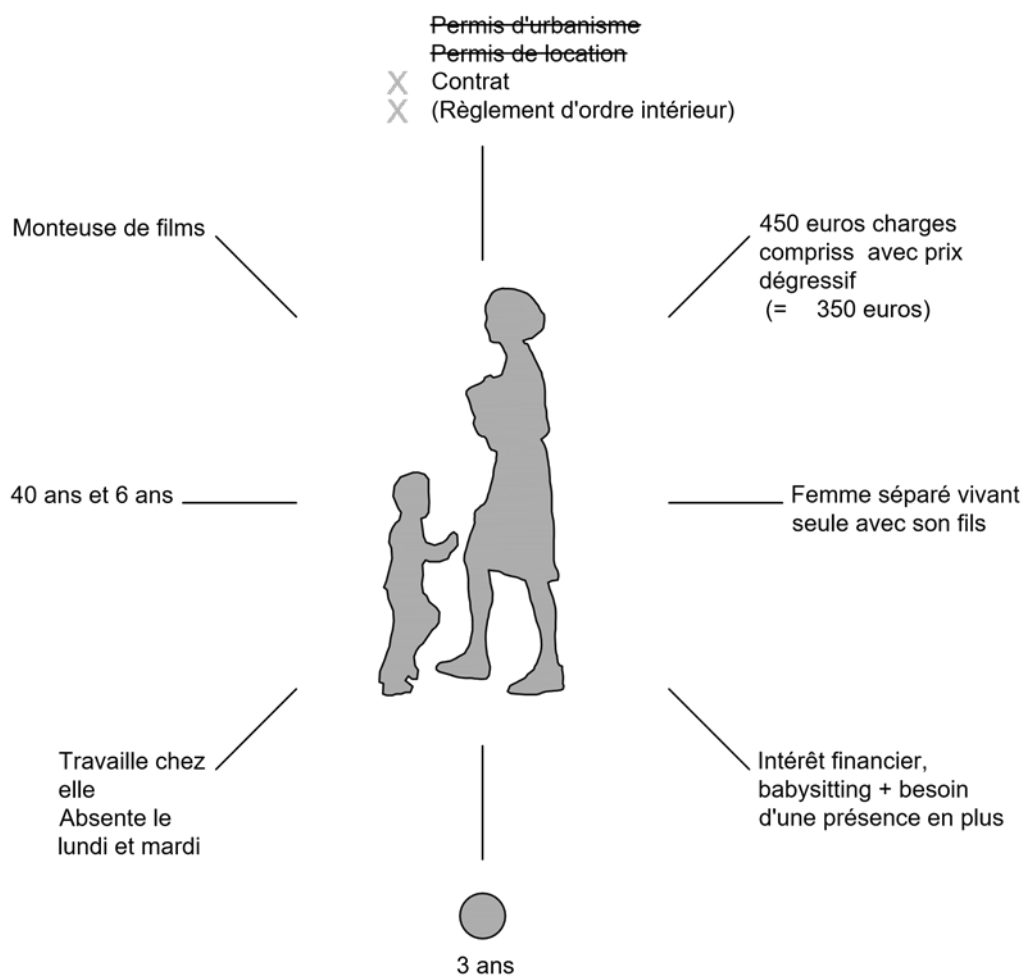 Permis d'urbanisme
Permis de location
X Contrat
X (Règlement d'ordre intérieur)
Monteuse de films
450 euros charges
compriss avec prix
dégressif
(= 350 euros)
40 ans et 6 ans
Femme séparé vivant
seule avec son fils
Travaille chez
elle
Absente le
lundi et mardi
Intérêt financier,
babysitting + besoin
d'une présence en plus
3 ans